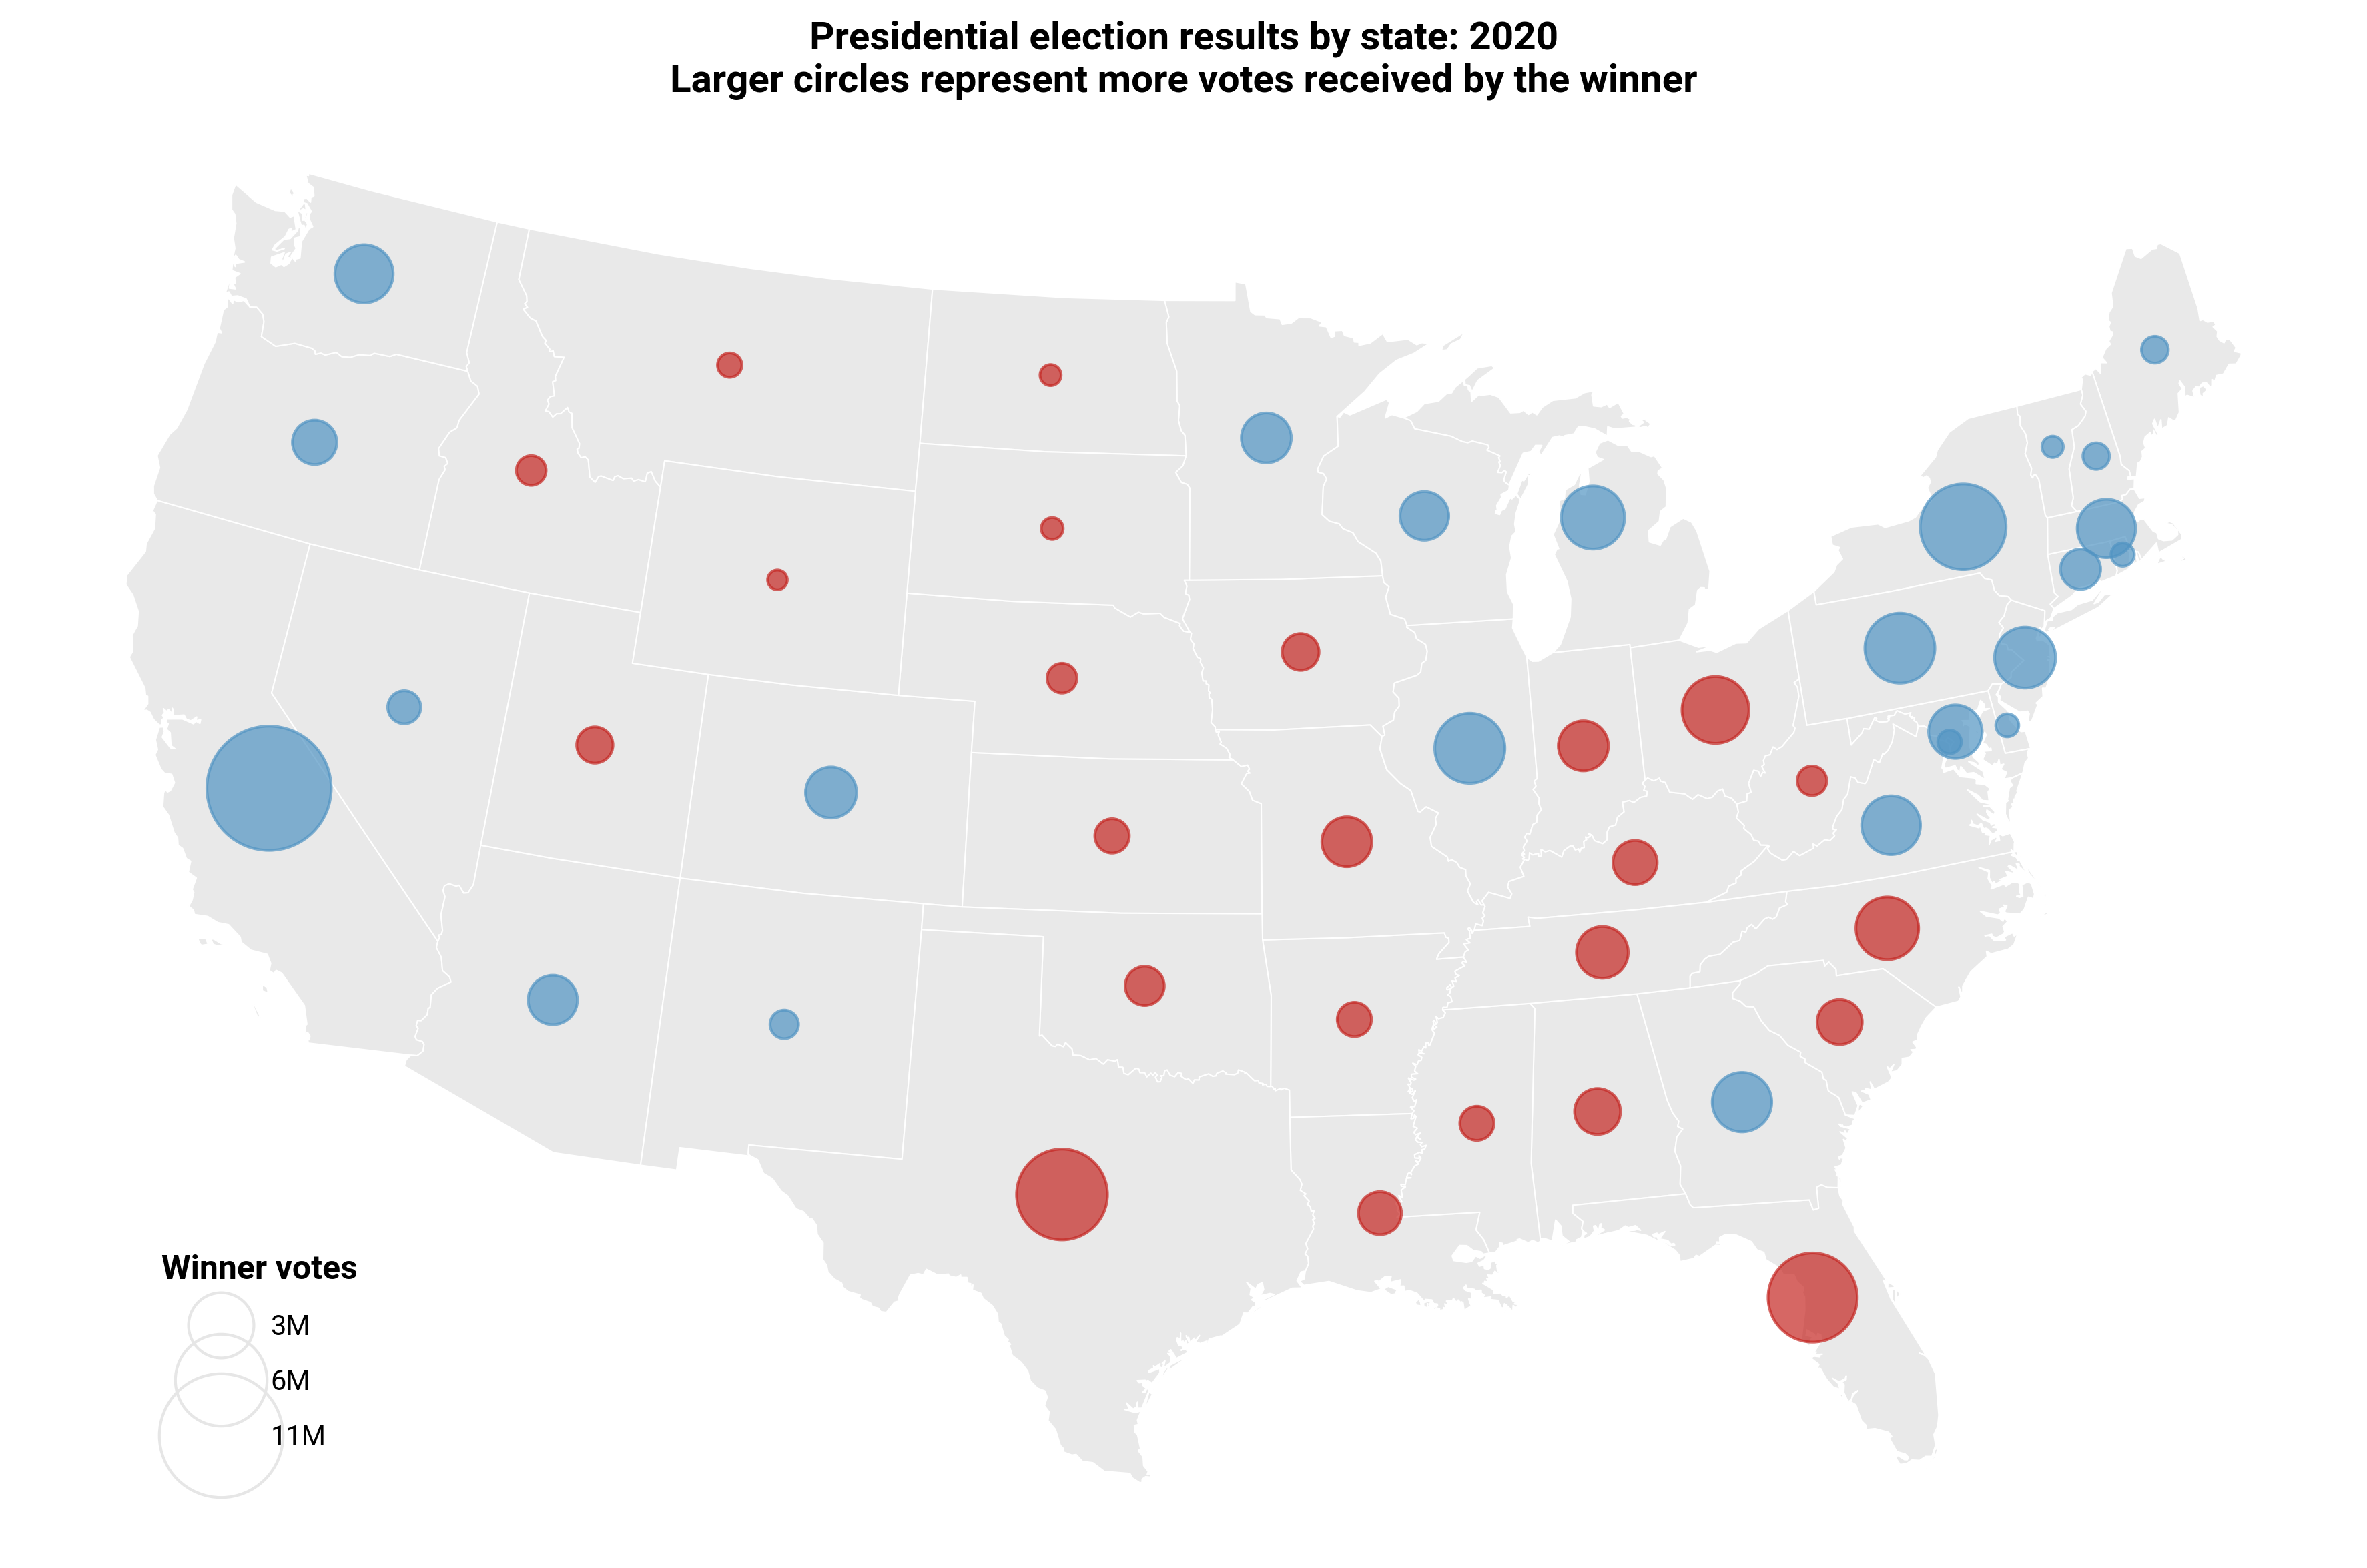 Presidential election results by state: 2020
Larger circles represent more votes received by the winner
Winner votes
3M
6M
11M